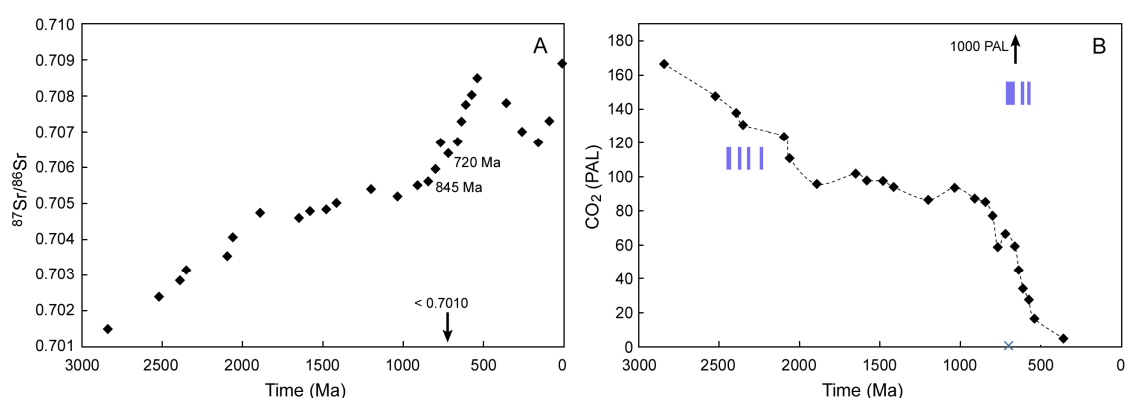 0.710
0.709
0.708
0.707
0.706
0.705
0.704
0.703
0.702
0.701
⁸⁷Sr/⁸⁶Sr
A
720 Ma
845 Ma
< 0.7010
3000 2500 2000 1500 1000 500 0
Time (Ma)
180
160
140
120
100
80
60
40
20
0
CO₂ (PAL)
B
1000 PAL
3000 2500 2000 1500 1000 500 0
Time (Ma)